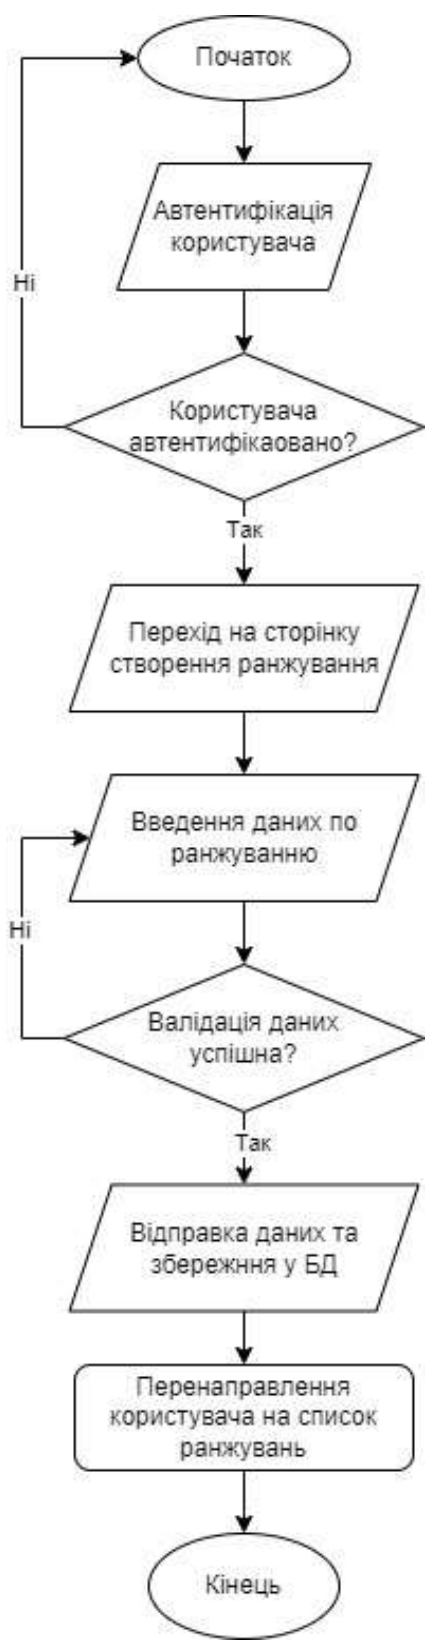 Початок
Автентифікація
користувача
Ні
Користувача
автентифікаовано?
Так
Перехід на сторінку
створення ранжування
Введення даних по
ранжуванню
Ні
Валідація даних
успішна?
Так
Відправка даних та
збережння у БД
Перенаправлення
користувача на список
ранжувань
Кінець